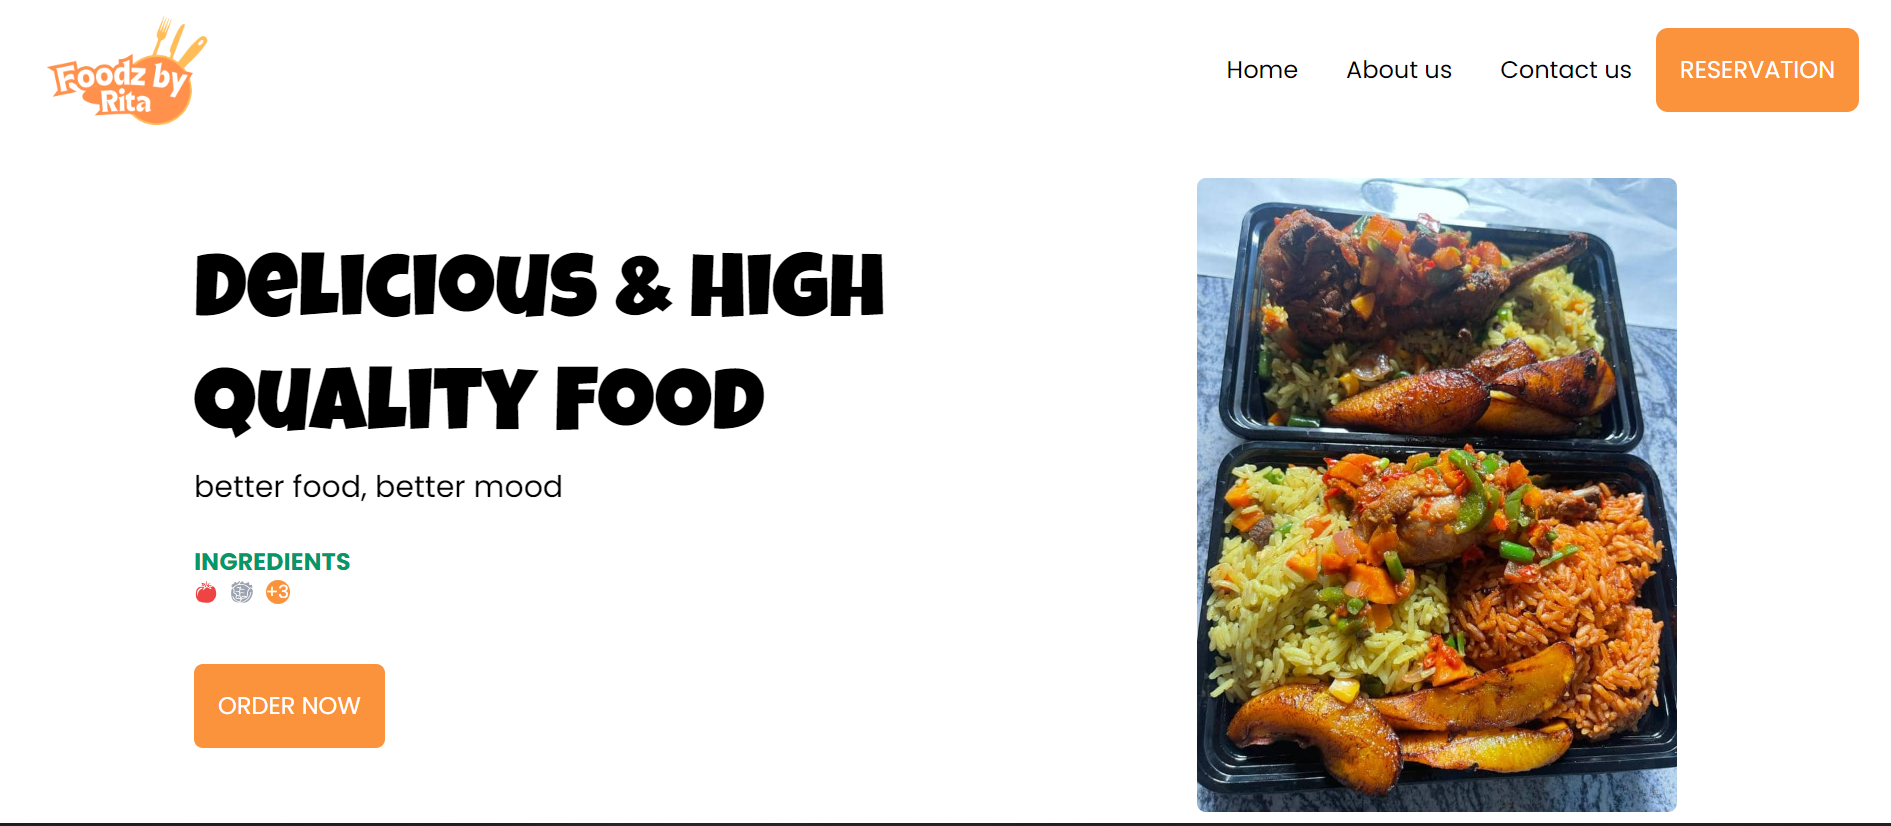 Foodz by
Rita
Home
About us
Contact us
RESERVATION
DELICIOUS & HIGH
QUALITY FOOD
better food, better mood
INGREDIENTS
+3
ORDER NOW